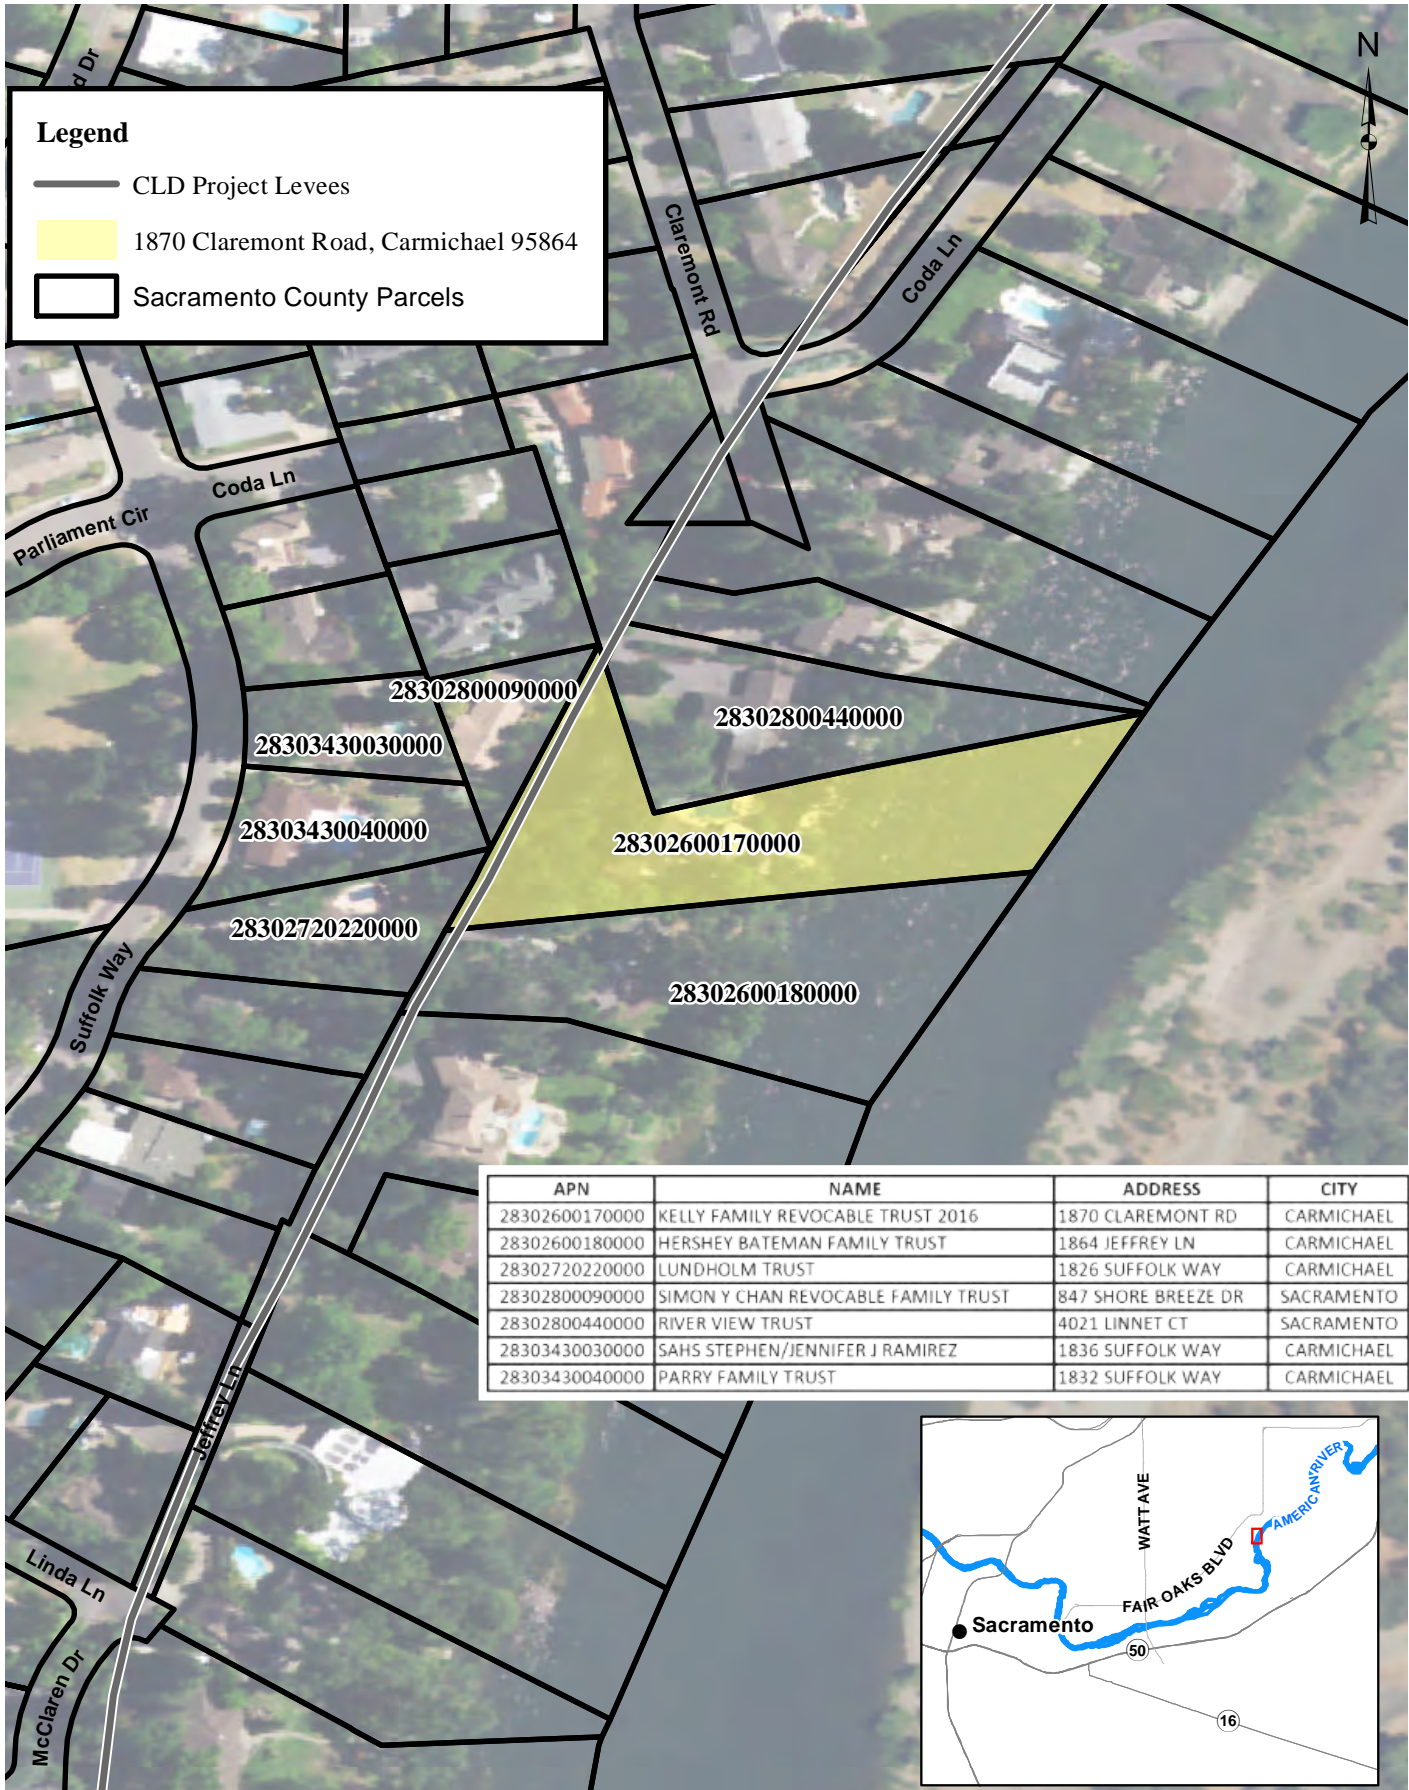 d Dr
N
Legend
CLD Project Levees
1870 Claremont Road, Carmichael 95864
Sacramento County Parcels
Claremont Rd
Coda Ln
Coda Ln
Parliament Cir
28302800090000
28302800440000
28303430030000
28303430040000
28302600170000
28302720220000
Suffolk Way
28302600180000
APN NAME ADDRESS CITY
28302600170000 KELLY FAMILY REVOCABLE TRUST 2016 1870 CLAREMONT RD CARMICHAEL
28302600180000 HERSHEY BATEMAN FAMILY TRUST 1864 JEFFREY LN CARMICHAEL
28302720220000 LUNDHOLM TRUST 1826 SUFFOLK WAY CARMICHAEL
28302800090000 SIMON Y CHAN REVOCABLE FAMILY TRUST 847 SHORE BREEZE DR SACRAMENTO
28302800440000 RIVER VIEW TRUST 4021 LINNET CT SACRAMENTO
28303430030000 SAHS STEPHEN/JENNIFER J RAMIREZ 1836 SUFFOLK WAY CARMICHAEL
28303430040000 PARRY FAMILY TRUST 1832 SUFFOLK WAY CARMICHAEL
Jeffrey Ln
Linda Ln
McClaren Dr
AMERICAN RIVER
WATT AVE
FAIR OAKS BLVD
Sacramento
50
16